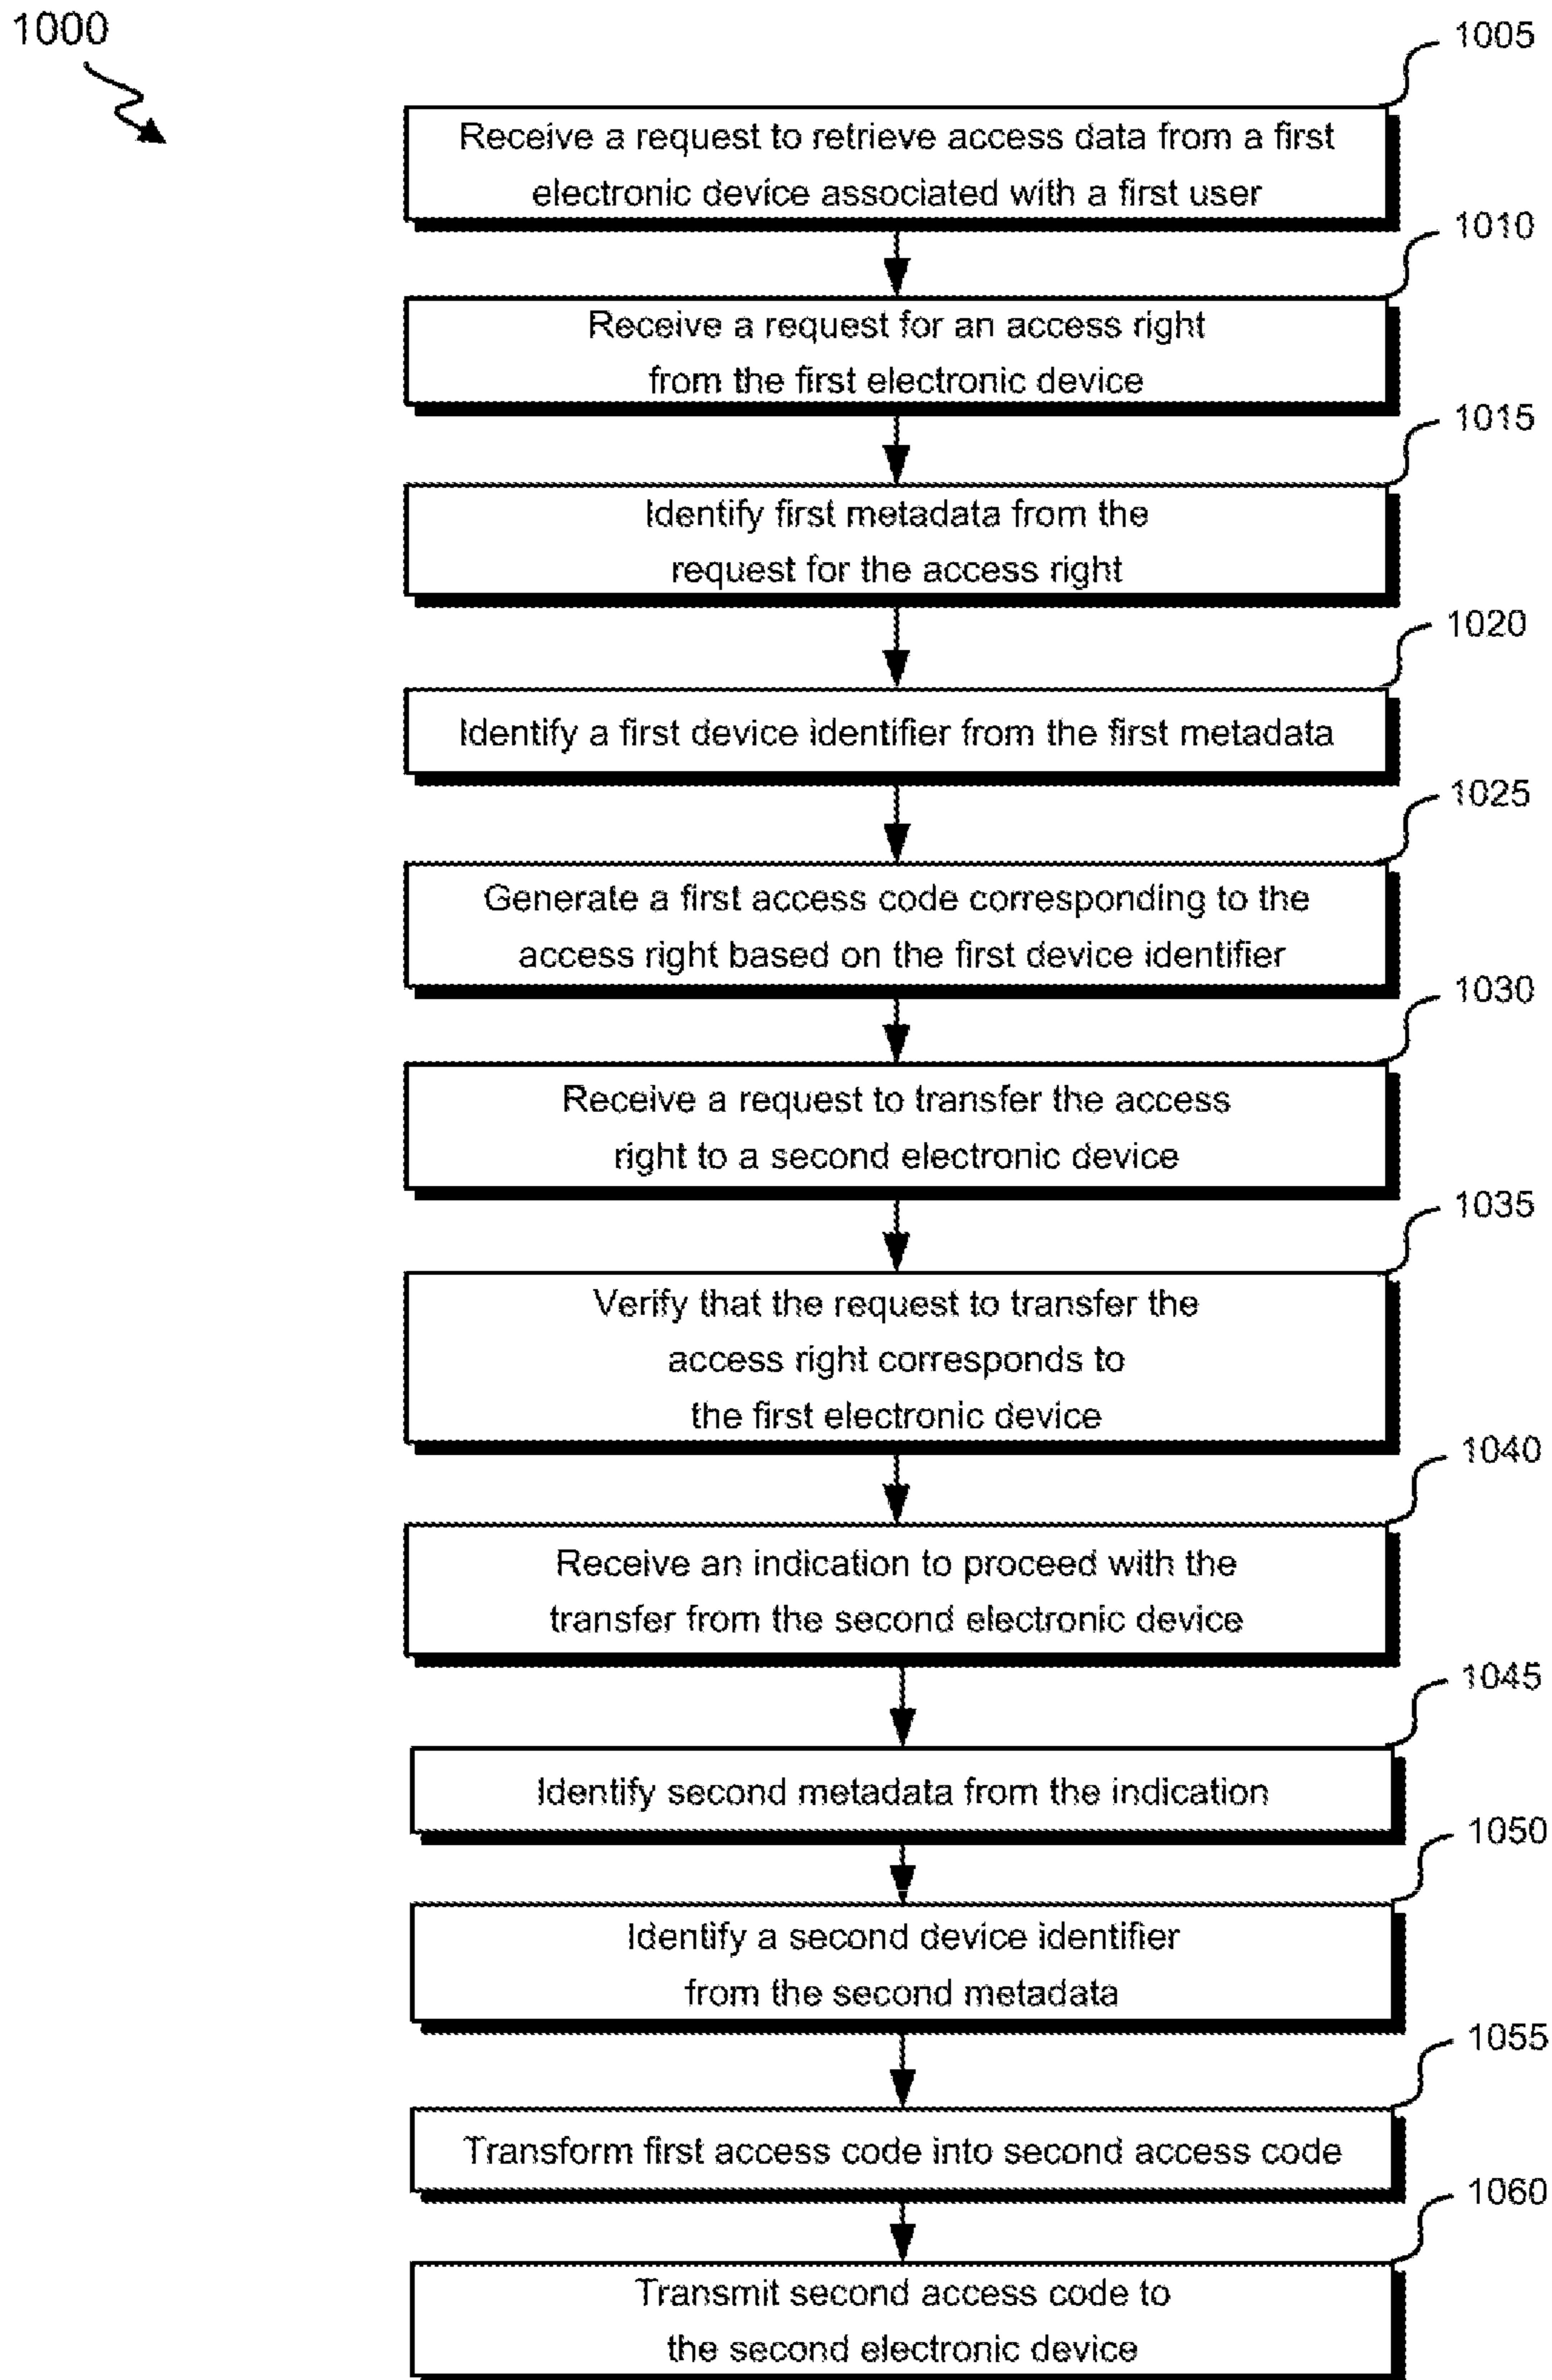 1000
1005
Receive a request to retrieve access data from a first
electronic device associated with a first user
1010
Receive a request for an access right
from the first electronic device
1015
Identify first metadata from the
request for the access right
1020
Identify a first device identifier from the first metadata
1025
Generate a first access code corresponding to the
access right based on the first device identifier
1030
Receive a request to transfer the access
right to a second electronic device
1035
Verify that the request to transfer the
access right corresponds to
the first electronic device
1040
Receive an indication to proceed with the
transfer from the second electronic device
1045
Identify second metadata from the indication
1050
Identify a second device identifier
from the second metadata
1055
Transform first access code into second access code
1060
Transmit second access code to
the second electronic device